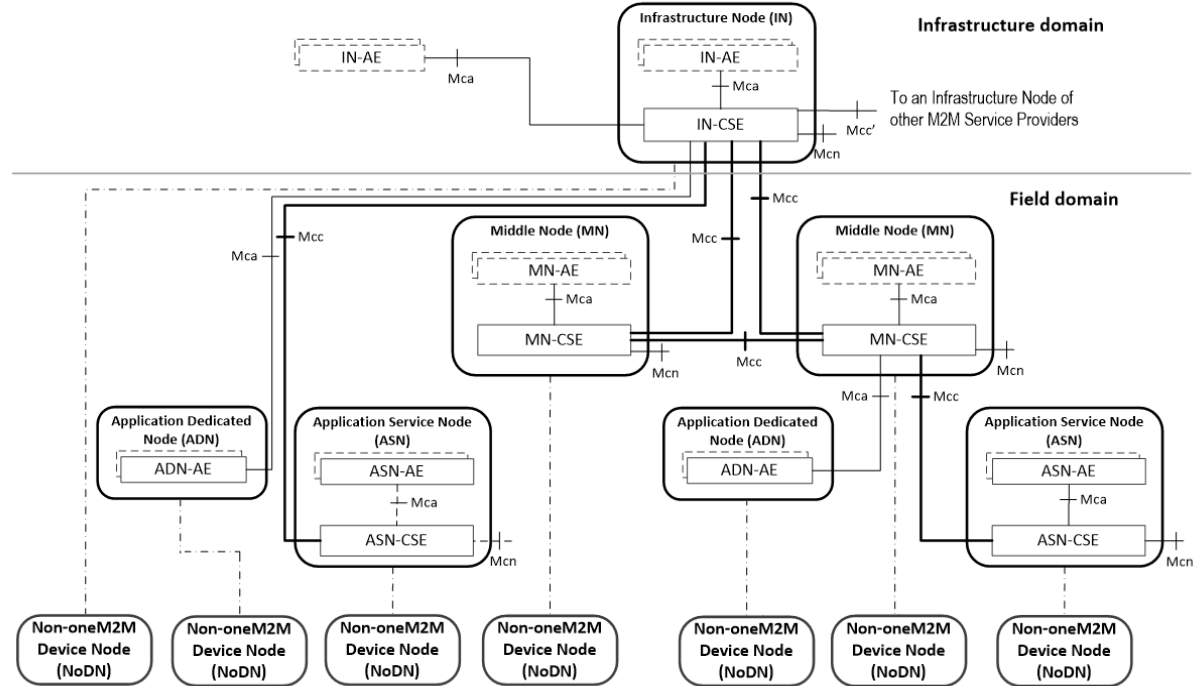 Infrastructure Node (IN)
Infrastructure domain
IN-AE
Mca
IN-AE
Mca
IN-CSE
To an Infrastructure Node of
other M2M Service Providers
Mcc'
Mcn
Field domain
Mca
Mcc
Mcc
Mcc
Middle Node (MN)
MN-AE
Mca
MN-CSE
Mcn
Mcc
Middle Node (MN)
MN-AE
Mca
MN-CSE
Mcn
Mca
Mcc
Application Dedicated
Node (ADN)
ADN-AE
Application Service Node
(ASN)
ASN-AE
Mca
ASN-CSE
Mcn
Application Dedicated
Node (ADN)
ADN-AE
Application Service Node
(ASN)
ASN-AE
Mca
ASN-CSE
Mcn
Non-oneM2M
Device Node
(NoDN)
Non-oneM2M
Device Node
(NoDN)
Non-oneM2M
Device Node
(NoDN)
Non-oneM2M
Device Node
(NoDN)
Non-oneM2M
Device Node
(NoDN)
Non-oneM2M
Device Node
(NoDN)
Non-oneM2M
Device Node
(NoDN)